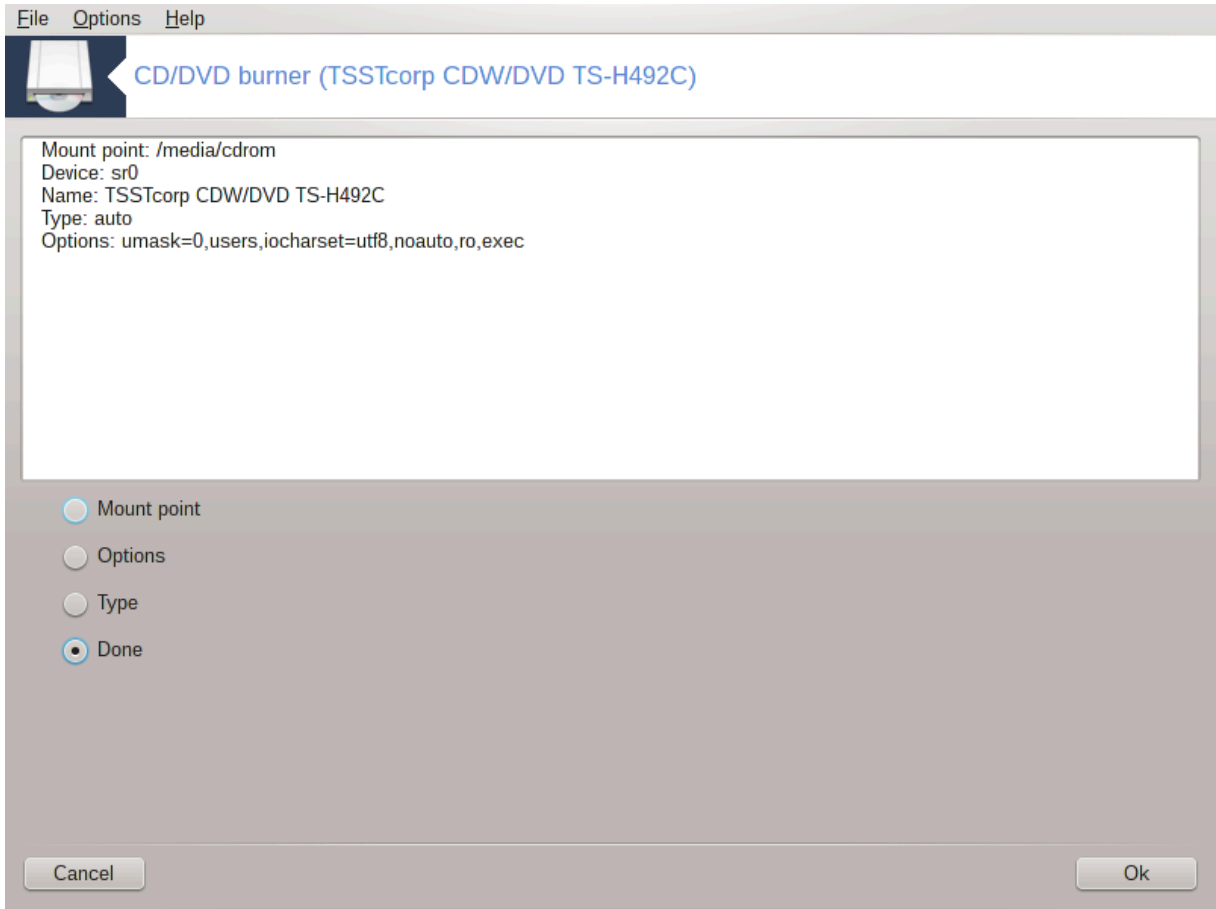 File Options Help
CD/DVD burner (TSSTcorp CDW/DVD TS-H492C)
Mount point: /media/cdrom
Device: sr0
Name: TSSTcorp CDW/DVD TS-H492C
Type: auto
Options: umask=0,users,iocharset=utf8,noauto,ro,exec
Mount point
Options
Type
Done
Cancel
Ok